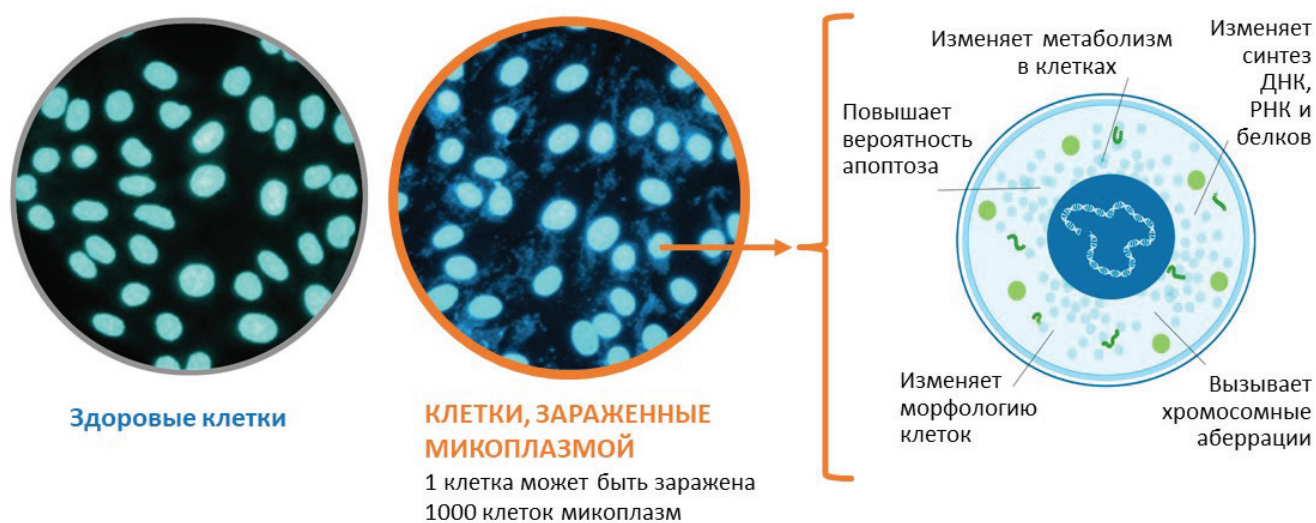 Изменяет метаболизм
в клетках
Изменяет
синтез
ДНК,
РНК и
белков
Повышает
вероятность
апоптоза
Изменяет
морфологию
клеток
Вызывает
хромосомные
аберрации
Здоровые клетки
КЛЕТКИ, ЗАРАЖЕННЫЕ
МИКОПЛАЗМОЙ
1 клетка может быть заражена
1000 клеток микоплазм